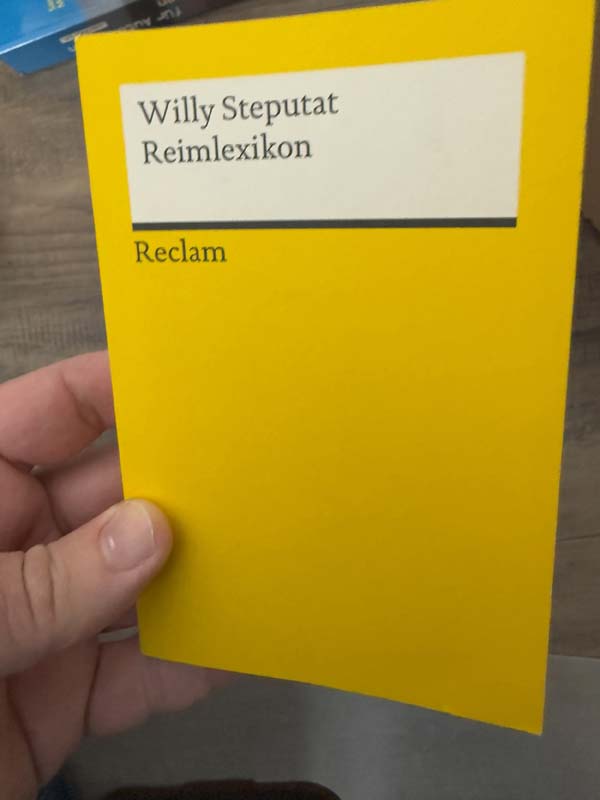 Willy Steputat
Reimlexikon
Reclam